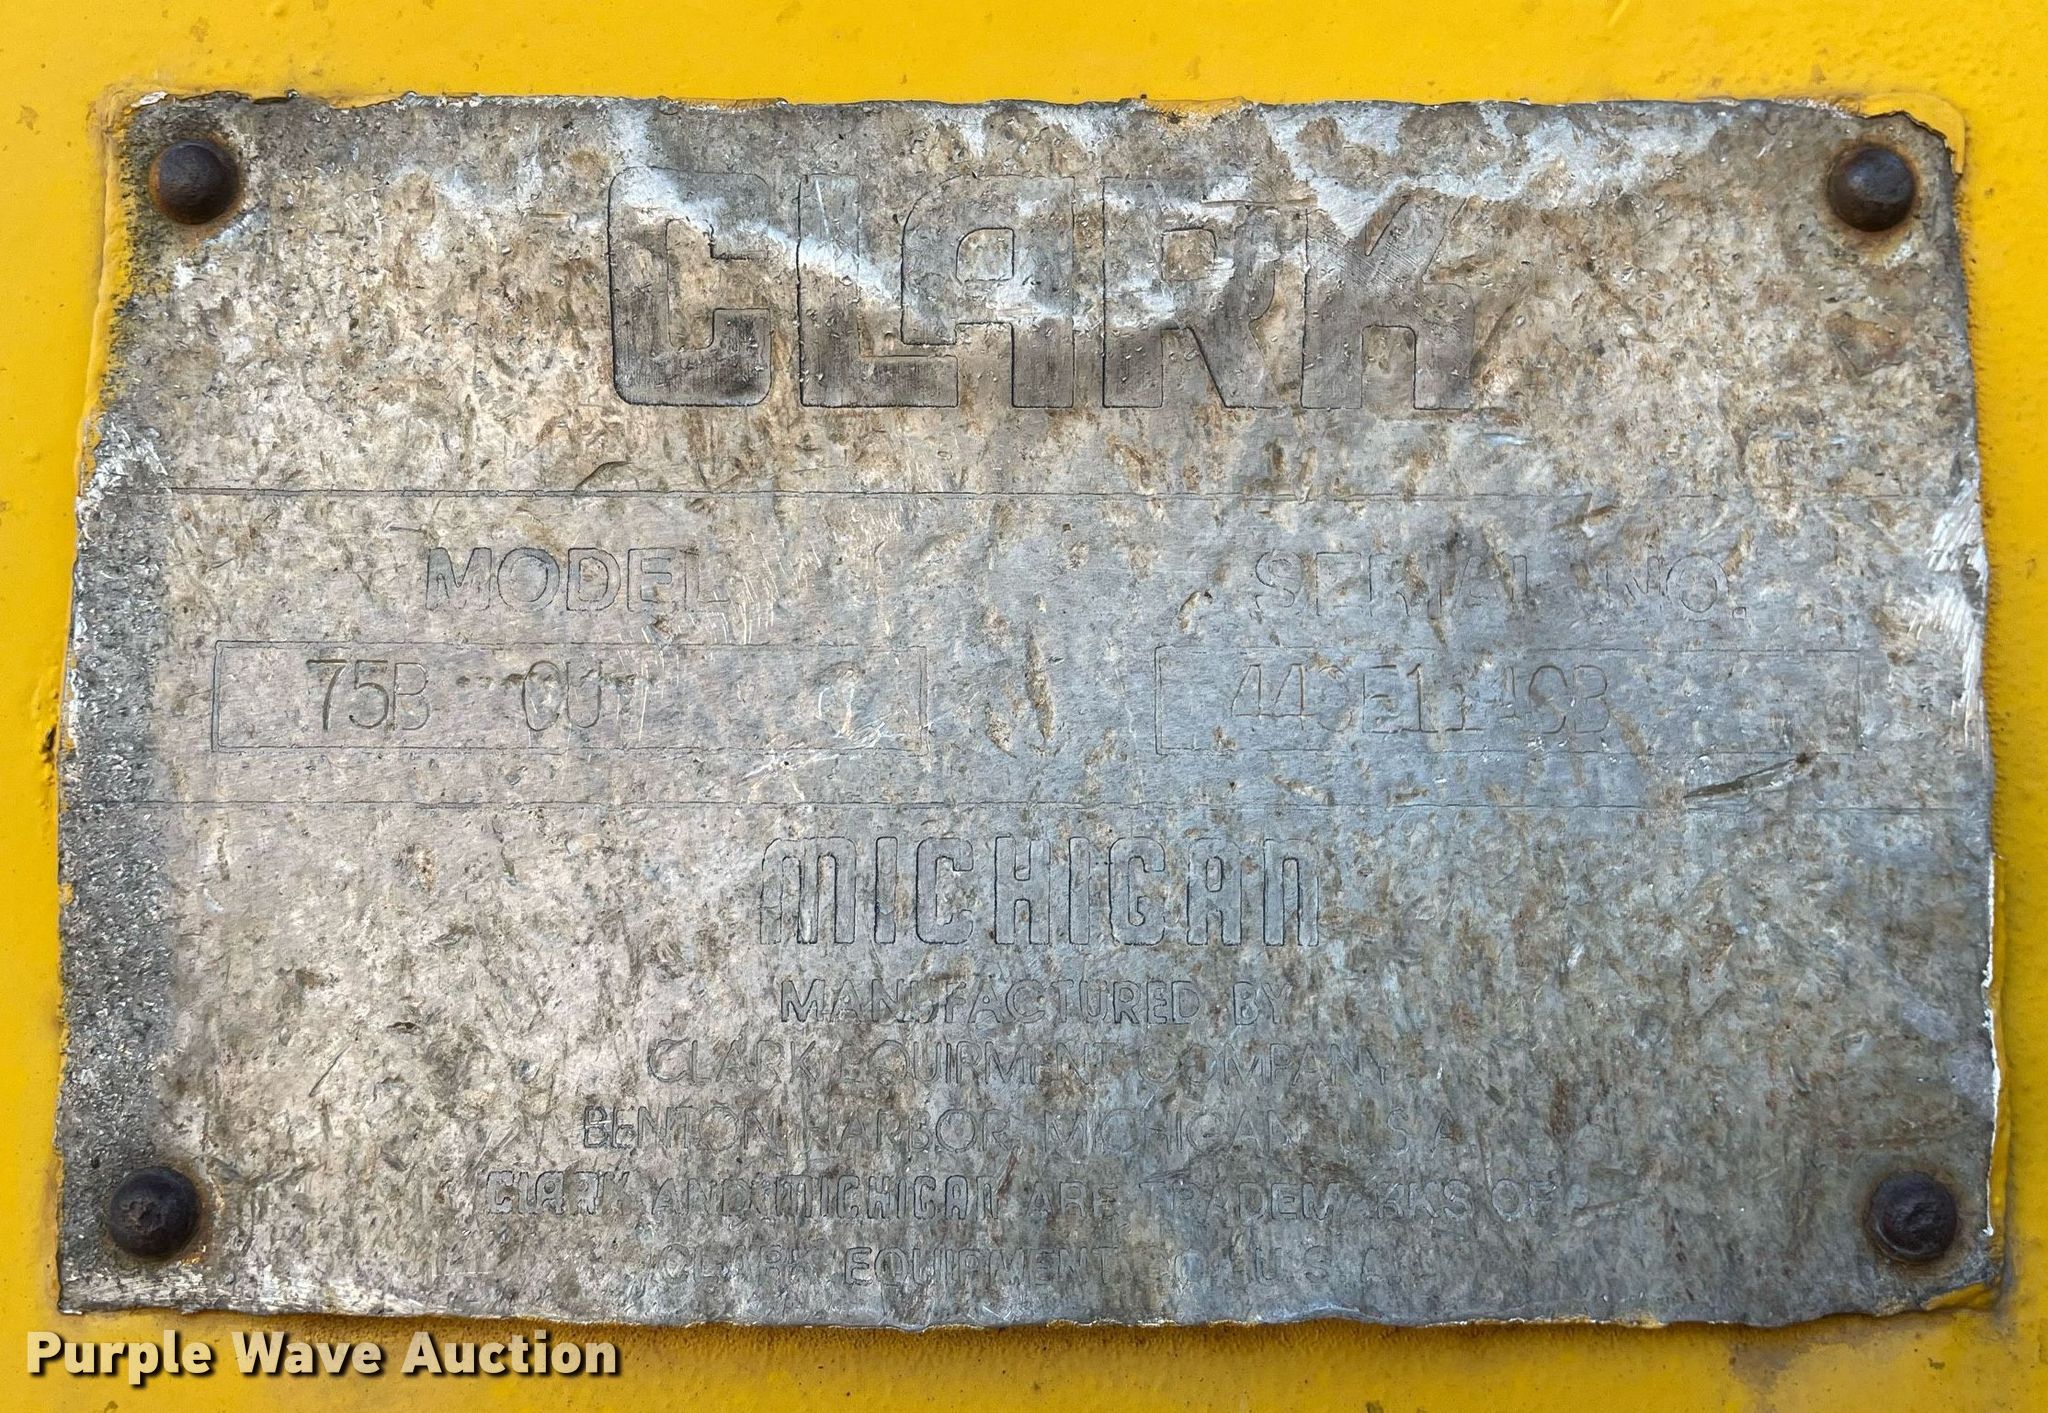 CLARK
MODEL SERIAL NO.
75B CU
MICHIGAN
MANUFACTURED BY
CLARK EQUIPMENT COMPANY
BENTON HARBOR, MICHIGAN U.S.A.
CLARK AND MICHIGAN ARE TRADEMARKS OF
CLARK EQUIPMENT U.S.A.
Purple Wave Auction